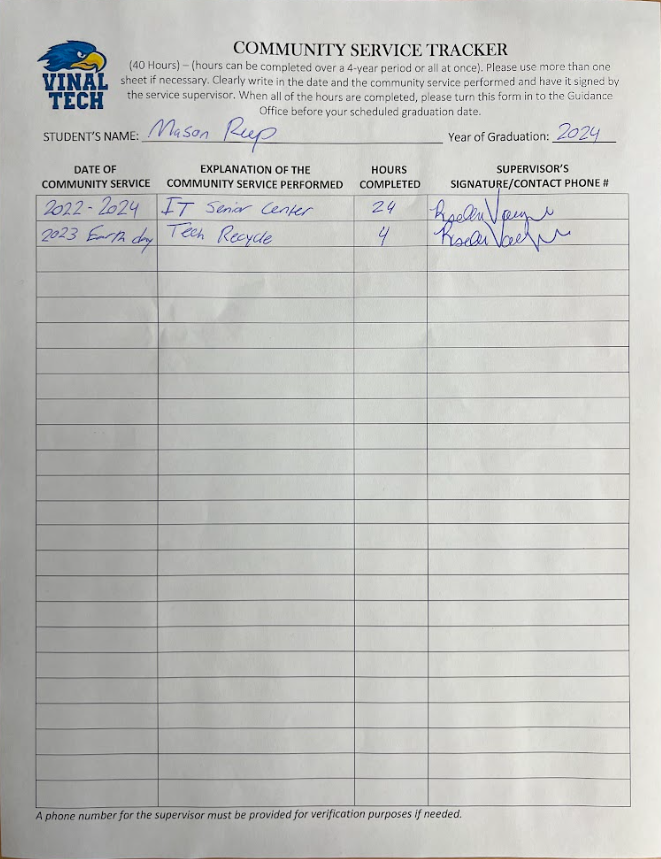 VINAL
TECH
COMMUNITY SERVICE TRACKER
(40 Hours) – (hours can be completed over a 4-year period or all at once). Please use more than one
sheet if necessary. Clearly write in the date and the community service performed and have it signed by
the service supervisor. When all of the hours are completed, please turn this form in to the Guidance
Office before your scheduled graduation date.
STUDENT'S NAME: Mason Year of Graduation: 2024
DATE OF COMMUNITY SERVICE EXPLANATION OF THE COMMUNITY SERVICE PERFORMED HOURS COMPLETED SUPERVISOR'S SIGNATURE/CONTACT PHONE #
2022-2024 IT Senior Center 24
2023 Earth day Tech Recycle 4
A phone number for the supervisor must be provided for verification purposes if needed.